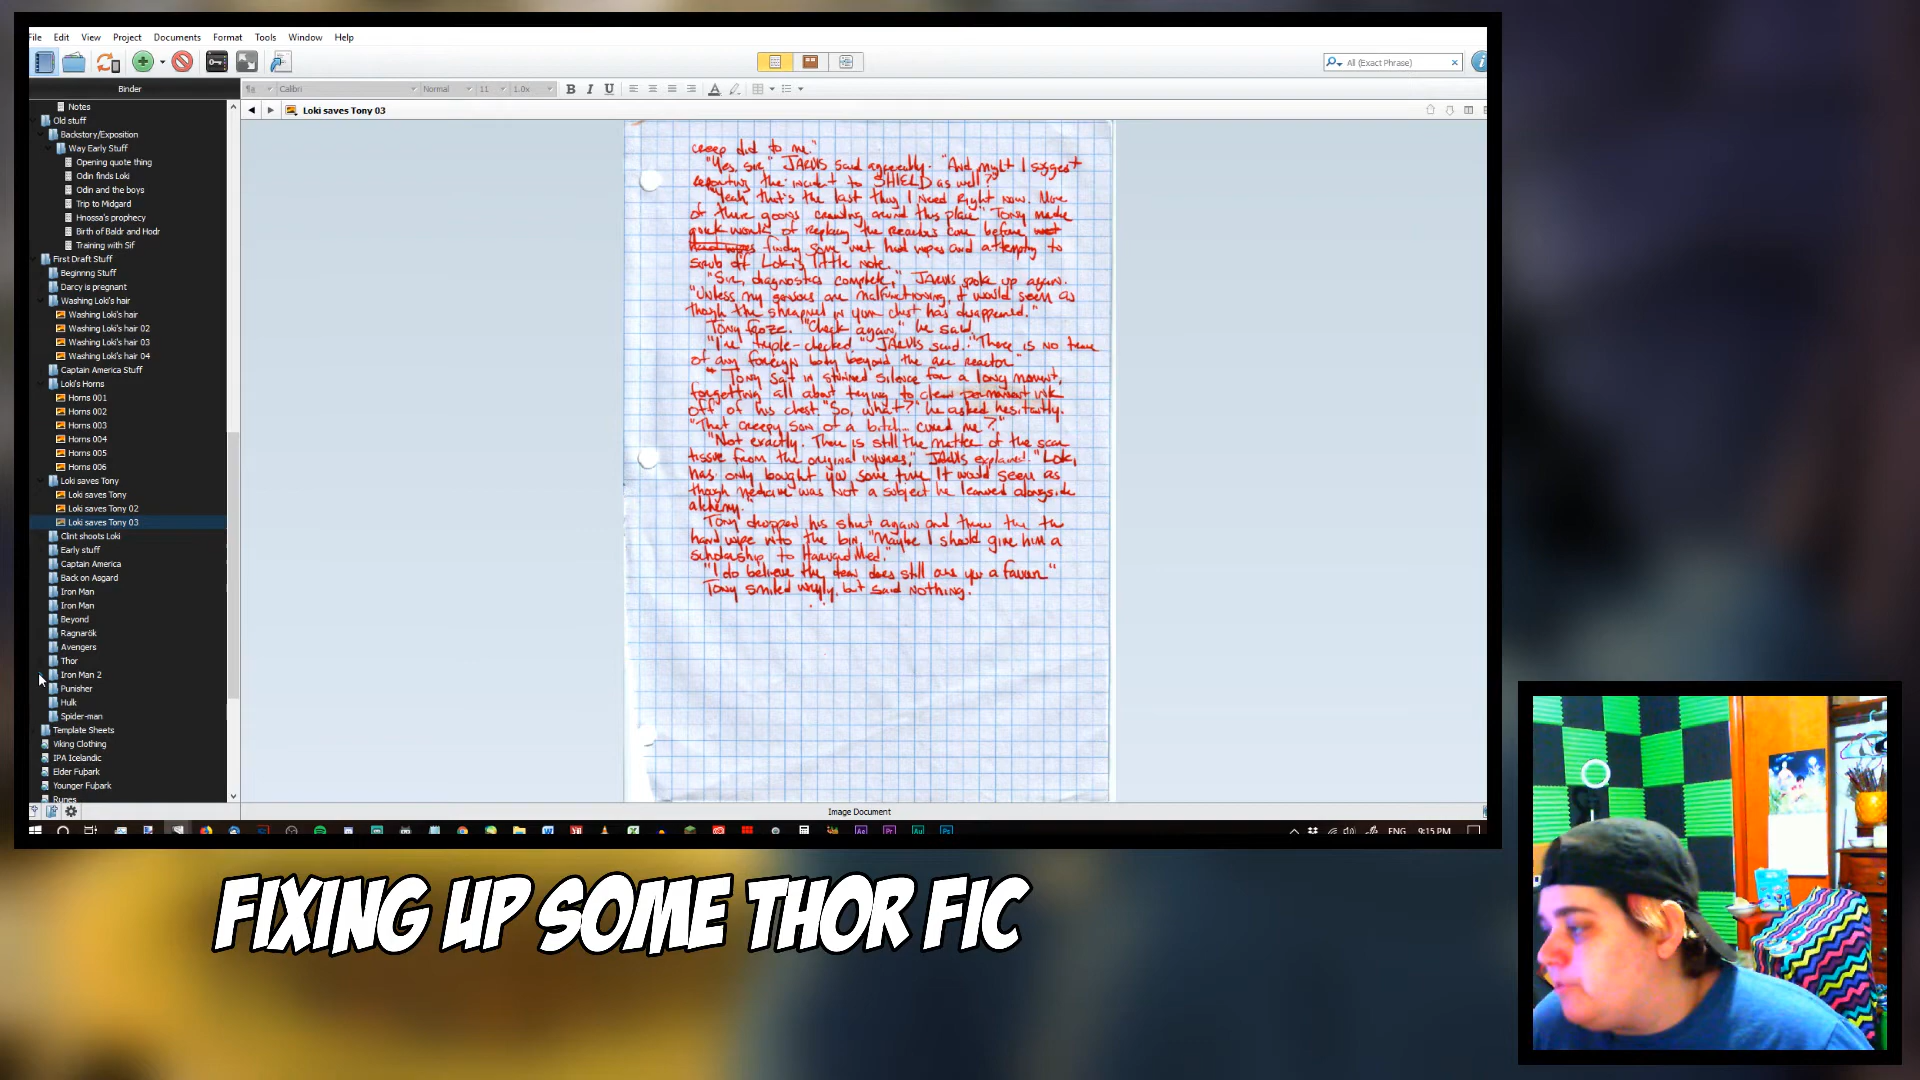 File Edit View Project Documents Format Tools Window Help
All (Exact Phrase)
Binder
Calibri Normal 11 1.0x B I U A
Loki saves Tony 03
Notes
Old stuff
Backstory/Exposition
Way Early Stuff
Opening quote thing
Odin finds Loki
Odin and the boys
Trip to Midgard
Hnossa's prophecy
Birth of Baldr and Hodr
Training with Sif
First Draft Stuff
Beginnng Stuff
Darcy is pregnant
Washing Loki's hair
Washing Loki's hair
Washing Loki's hair 02
Washing Loki's hair 03
Washing Loki's hair 04
Captain America Stuff
Loki's Horns
Horns 001
Horns 002
Horns 003
Horns 004
Horns 005
Horns 006
Loki saves Tony
Loki saves Tony
Loki saves Tony 02
Loki saves Tony 03
Clint shoots Loki
Early stuff
Captain America
Back on Asgard
Iron Man
Iron Man
Beyond
Ragnarök
Avengers
Thor
Iron Man 2
Punisher
Hulk
Spider-man
Template Sheets
Viking Clothing
IPA Icelandic
Elder Fuþark
Younger Fuþark
Runes
creep did to me."
"Yes, sir," JARVIS said agreeably. "And might I suggest
reporting the incident to SHIELD as well?"
"Yeah, that's the last thing I need right now. More
of there goons crawling around this place." Tony made
quick work of replacing the reactor's core before
finding some wet hand wipes and attempting to
scrub off Loki's little note.
"Sir, diagnostics complete," JARVIS spoke up again.
"Unless my sensors are malfunctioning, it would seem as
though the shrapnel in your chest has disappeared."
Tony froze. "Check again," he said.
"I've triple-checked," JARVIS said. "There is no trace
of any foreign body beyond the arc reactor."
Tony sat in stunned silence for a long moment,
forgetting all about trying to clean permanent ink
off of his chest. "So, what?" he asked hesitantly.
"That creepy son of a bitch... cured me?"
"Not exactly. There is still the matter of the scar
tissue from the original injuries," JARVIS explained. "Loki
has only bought you some time. It would seem as
though medicine was not a subject he learned alongside
alchemy."
Tony dropped his shirt again and threw the
hand wipe into the bin. "Maybe I should give him a
scholarship to Harvard Med."
"I do believe the does still owe you a favour."
Tony smiled wryly, but said nothing.
Image Document
ENG 9:15 PM
FIXING UP SOME THOR FIC